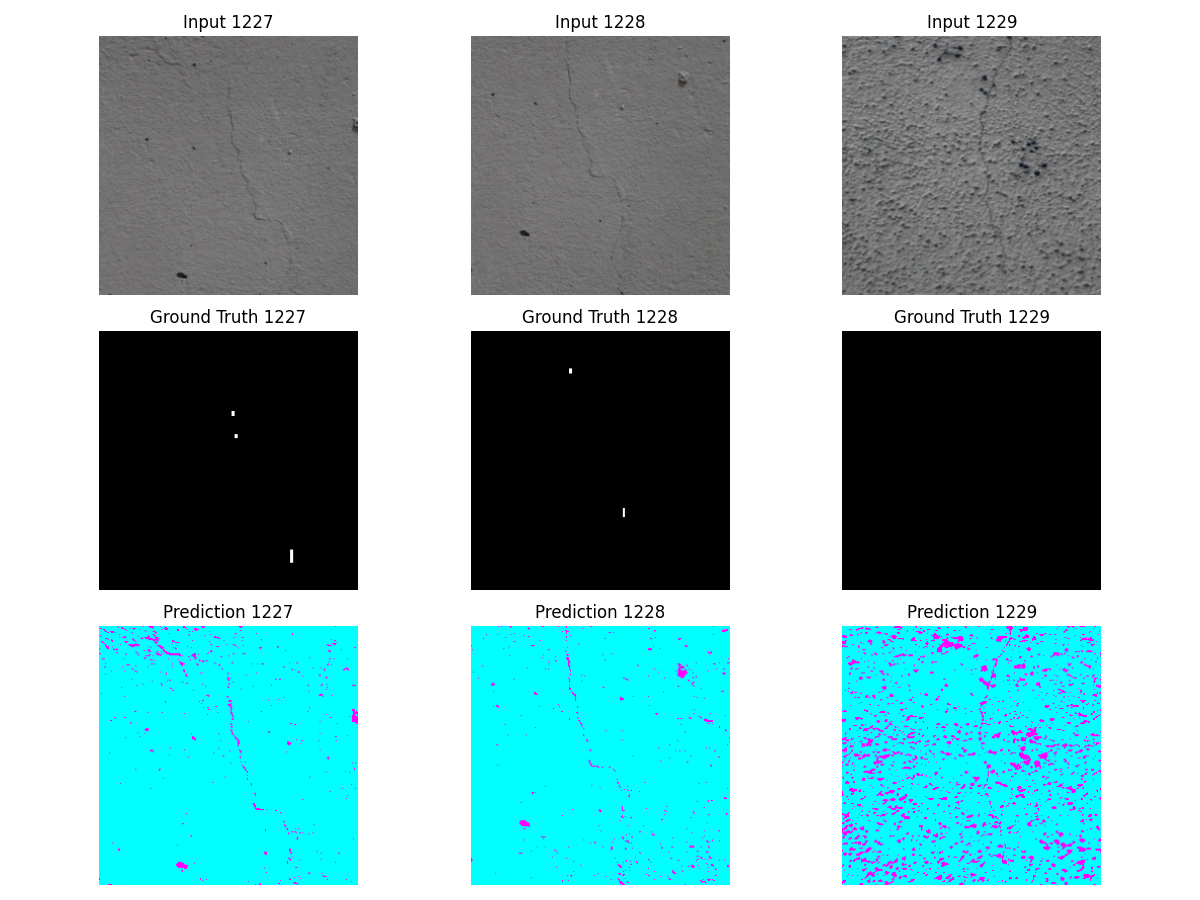 Input 1227
Input 1228
Input 1229
Ground Truth 1227
Ground Truth 1228
Ground Truth 1229
Prediction 1227
Prediction 1228
Prediction 1229